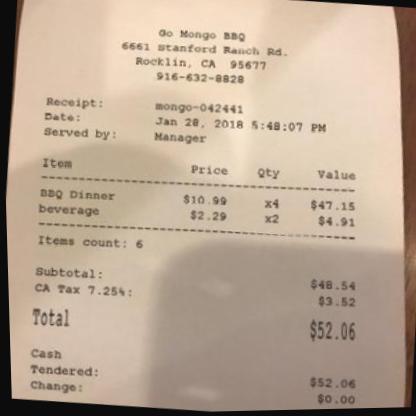 Go Mongo BBQ
6661 Stanford Ranch Rd.
Rocklin, CA 95677
916-632-8828
Receipt: mongo-042441
Date: Jan 28, 2018 5:48:07 PM
Served by: Manager
Item Price Qty Value
BBQ Dinner $10.99 x4 $47.15
beverage $2.29 x2 $4.91
Items count: 6
Subtotal: $48.54
CA Tax 7.25%: $3.52
Total $52.06
Cash
Tendered: $52.06
Change: $0.00